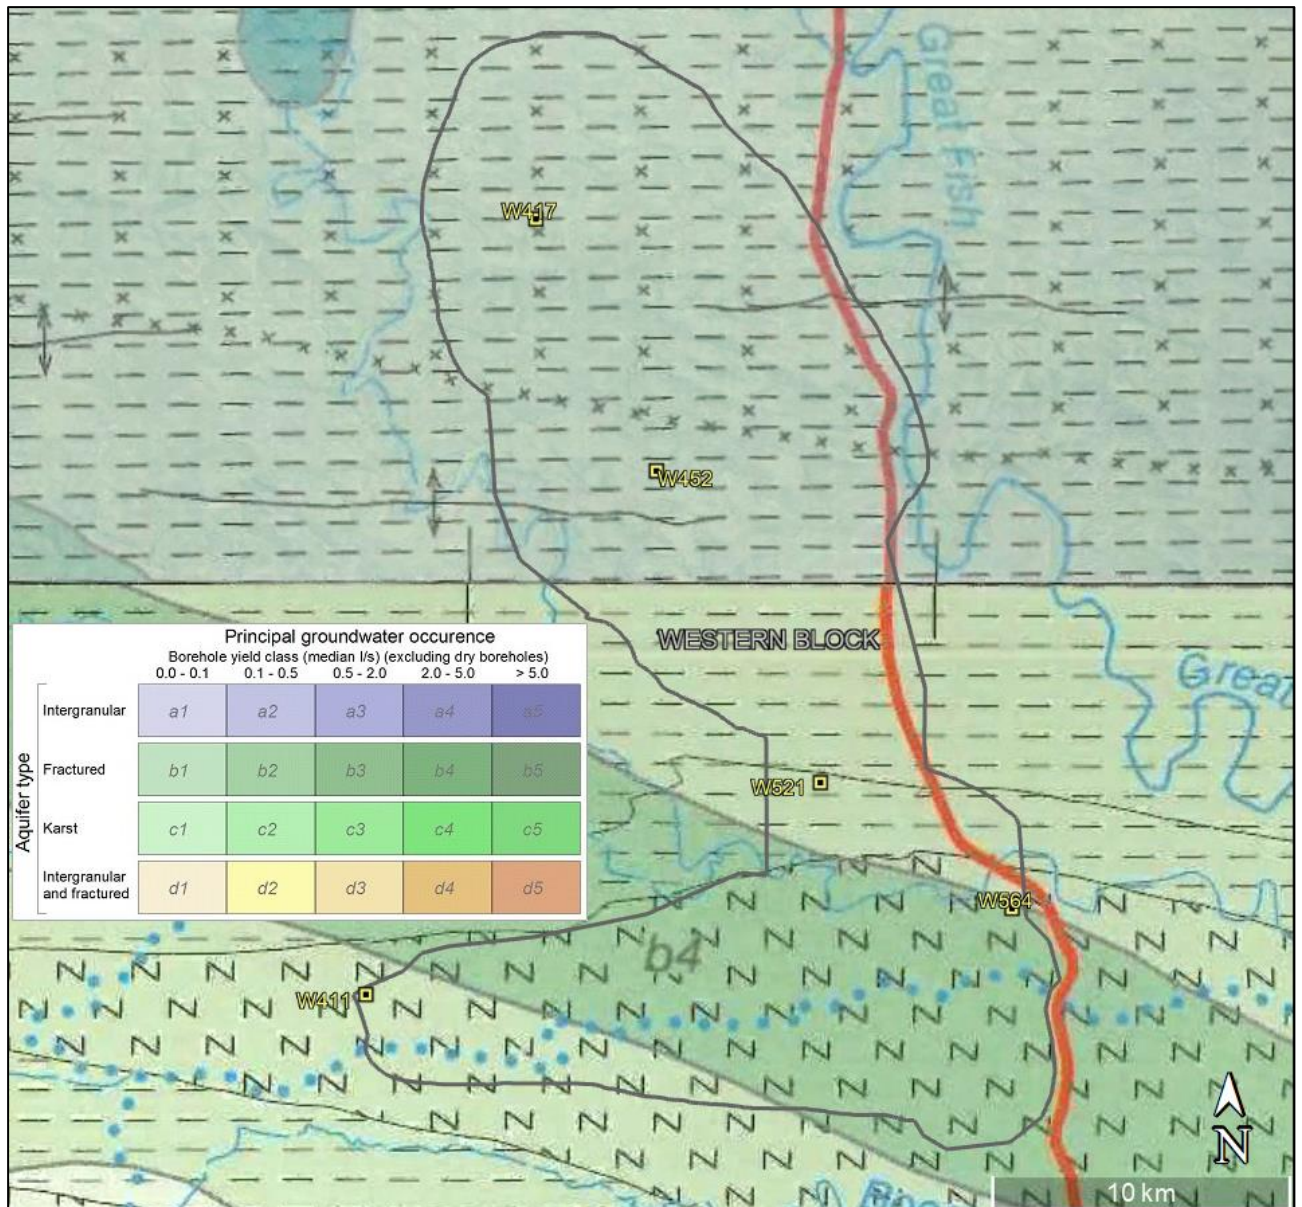 Great Fish
W417
W452
WESTERN BLOCK
Great
Principal groundwater occurence
Borehole yield class (median l/s) (excluding dry boreholes)
0.0 - 0.1 0.1 - 0.5 0.5 - 2.0 2.0 - 5.0 > 5.0
Aquifer type
Intergranular a1 a2 a3 a4 a5
Fractured b1 b2 b3 b4 b5
Karst c1 c2 c3 c4 c5
Intergranular
and fractured d1 d2 d3 d4 d5
W521
W564
b4
W411
N
10 km